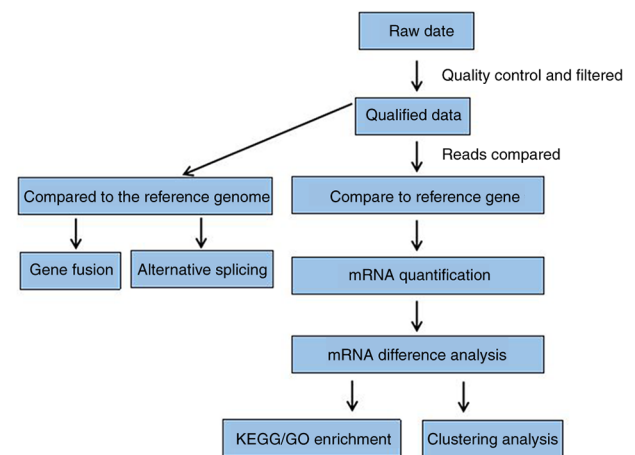 Raw date
Quality control and filtered
Qualified data
Reads compared
Compared to the reference genome
Compare to reference gene
Gene fusion
Alternative splicing
mRNA quantification
mRNA difference analysis
KEGG/GO enrichment
Clustering analysis